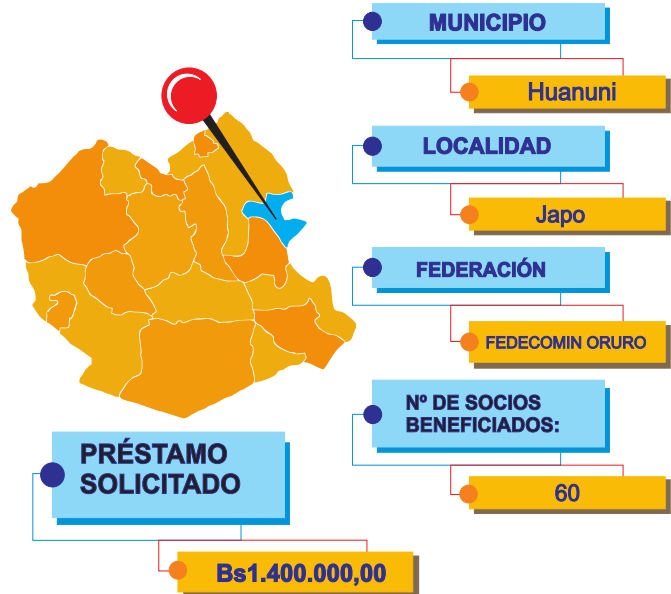 MUNICIPIO
Huanuni
LOCALIDAD
Japo
FEDERACIÓN
FEDECOMIN ORURO
Nº DE SOCIOS
BENEFICIADOS:
60
PRÉSTAMO
SOLICITADO
Bs1.400.000,00